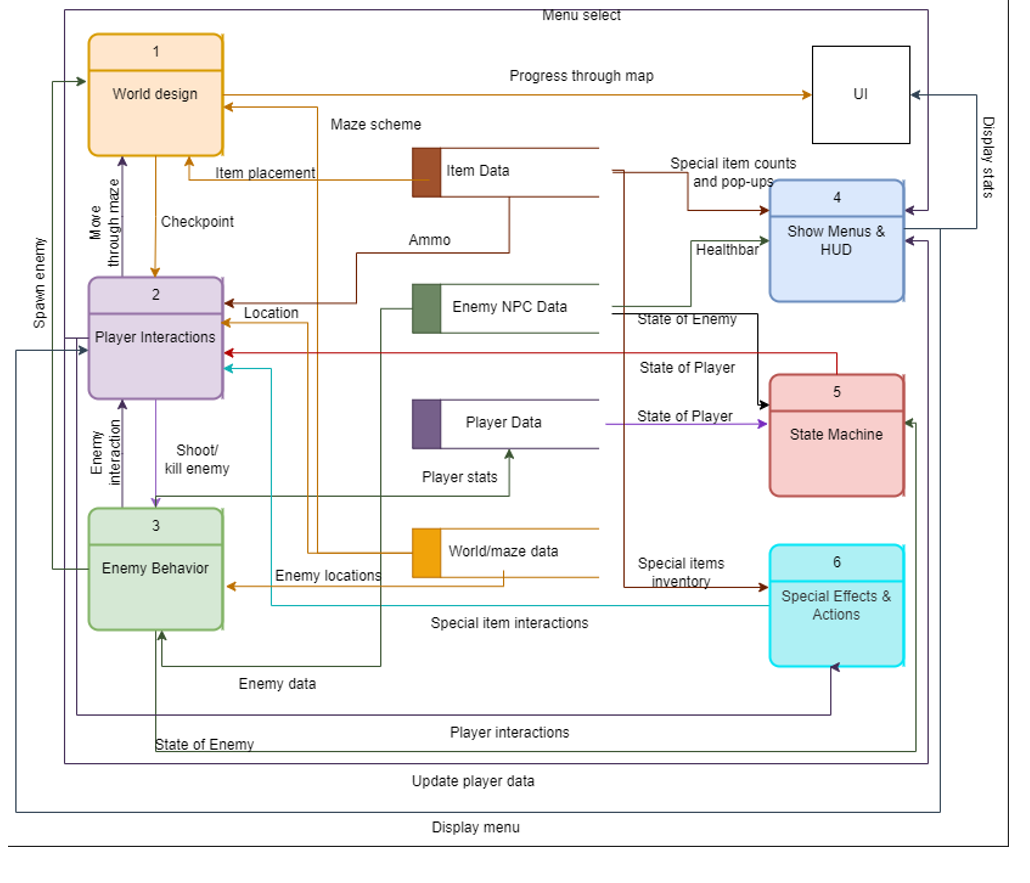 Menu select
1
World design
Progress through map
UI
Maze scheme
Display stats
Item placement
Item Data
Special item counts
and pop-ups
4
Show Menus &
HUD
Move
through maze
Checkpoint
Ammo
Healthbar
Spawn enemy
2
Player Interactions
Location
Enemy NPC Data
State of Enemy
State of Player
5
State Machine
Player Data
State of Player
Enemy
interaction
Shoot/
kill enemy
Player stats
3
Enemy Behavior
World/maze data
Enemy locations
Special items
inventory
6
Special Effects &
Actions
Special item interactions
Enemy data
Player interactions
State of Enemy
Update player data
Display menu